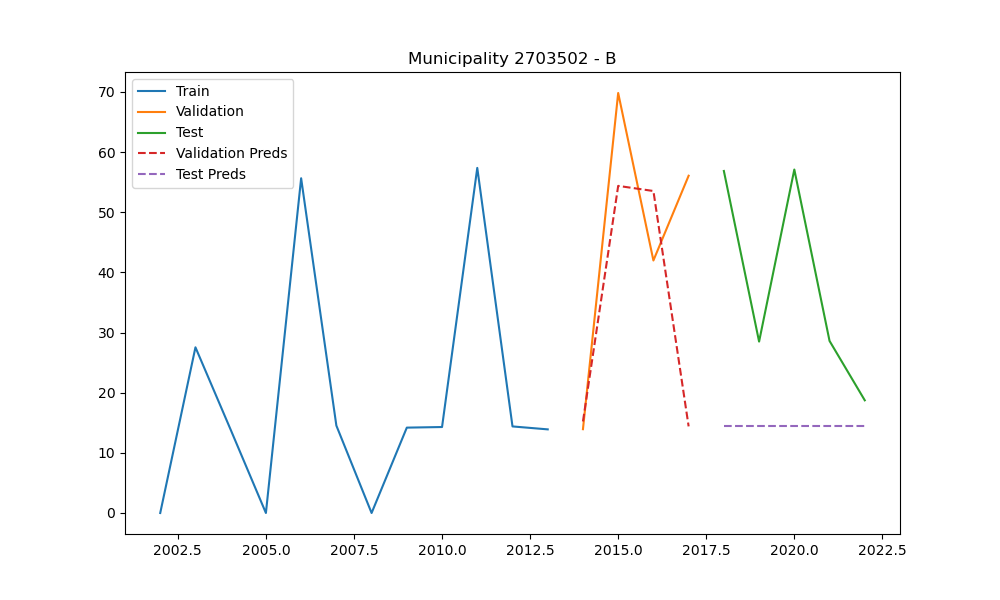 Municipality 2703502 - B
Train
Validation
Test
Validation Preds
Test Preds
70
60
50
40
30
20
10
0
2002.5 2005.0 2007.5 2010.0 2012.5 2015.0 2017.5 2020.0 2022.5